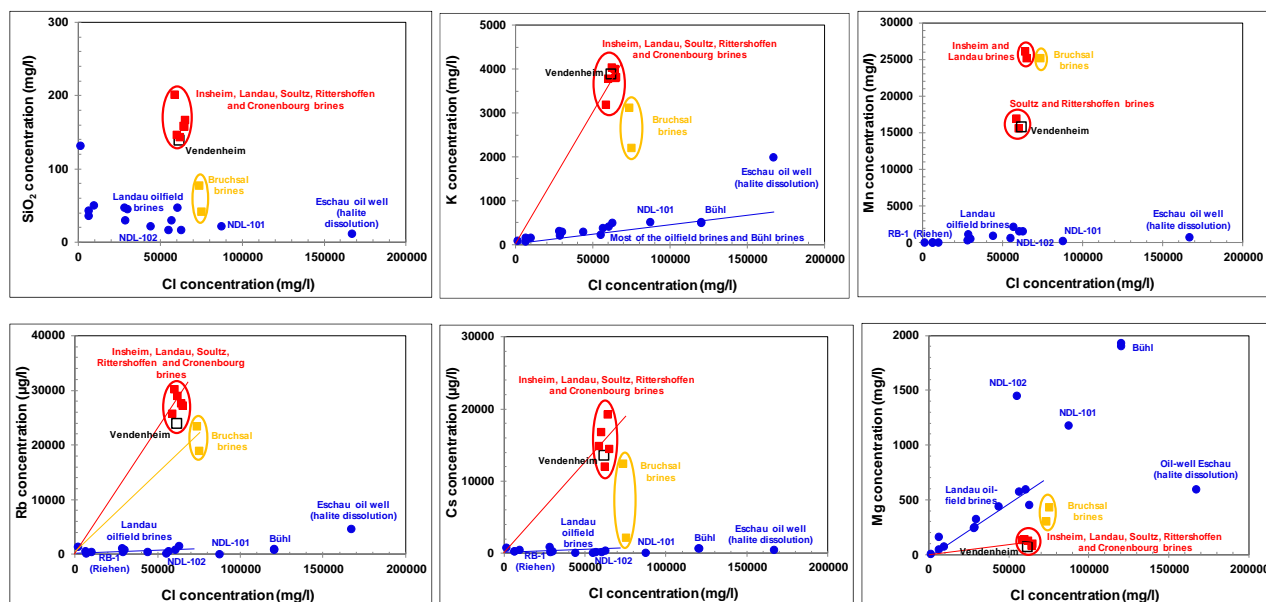 300
200
100
0
SiO₂ concentration (mg/l)
Insheim, Landau, Soultz, Rittershoffen
and Cronenbourg brines
Vendenheim
Landau oilfield
brines
Bruchsal
brines
NDL-102
NDL-101
Eschau oil well
(halite
dissolution)
0 50000 100000 150000 200000
Cl concentration (mg/l)
5000
4000
3000
2000
1000
0
K concentration (mg/l)
Insheim, Landau, Soultz, Rittershoffen
and Cronenbourg brines
Vendenheim
Bruchsal
brines
Eschau oil well
(halite dissolution)
NDL-101
Bühl
Most of the oilfield brines and Bühl brines
0 50000 100000 150000 200000
Cl concentration (mg/l)
30000
25000
20000
15000
10000
5000
0
Mn concentration (mg/l)
Insheim and
Landau brines
Bruchsal
brines
Soultz and Rittershoffen brines
Vendenheim
Landau
oilfield brines
RB-1 (Riehen)
NDL-102
NDL-101
Eschau oil well
(halite dissolution)
0 50000 100000 150000 200000
Cl concentration (mg/l)
40000
30000
20000
10000
0
Rb concentration (µg/l)
Insheim, Landau, Soultz,
Rittershoffen and Cronenbourg
brines
Vendenheim
Bruchsal
brines
Landau
oilfield brines
RB-1
(Riehen)
NDL-102
NDL-101
Bühl
Eschau oil well
(halite dissolution)
0 50000 100000 150000 200000
Cl concentration (mg/l)
30000
20000
10000
0
Cs concentration (µg/l)
Insheim, Landau, Soultz, Rittershoffen
and Cronenbourg brines
Vendenheim
Bruchsal
brines
Landau
oilfield brines
RB-1
(Riehen)
NDL-102
NDL-101
Bühl
Eschau oil well
(halite dissolution)
0 50000 100000 150000 200000
Cl concentration (mg/l)
2000
1500
1000
500
0
Mg concentration (mg/l)
Bühl
NDL-102
NDL-101
Oil-well Eschau
(halite dissolution)
Landau oil-
field brines
Bruchsal
brines
Vendenheim
Insheim, Landau, Soultz, Rittershoffen
and Cronenbourg brines
0 50000 100000 150000 200000
Cl concentration (mg/l)